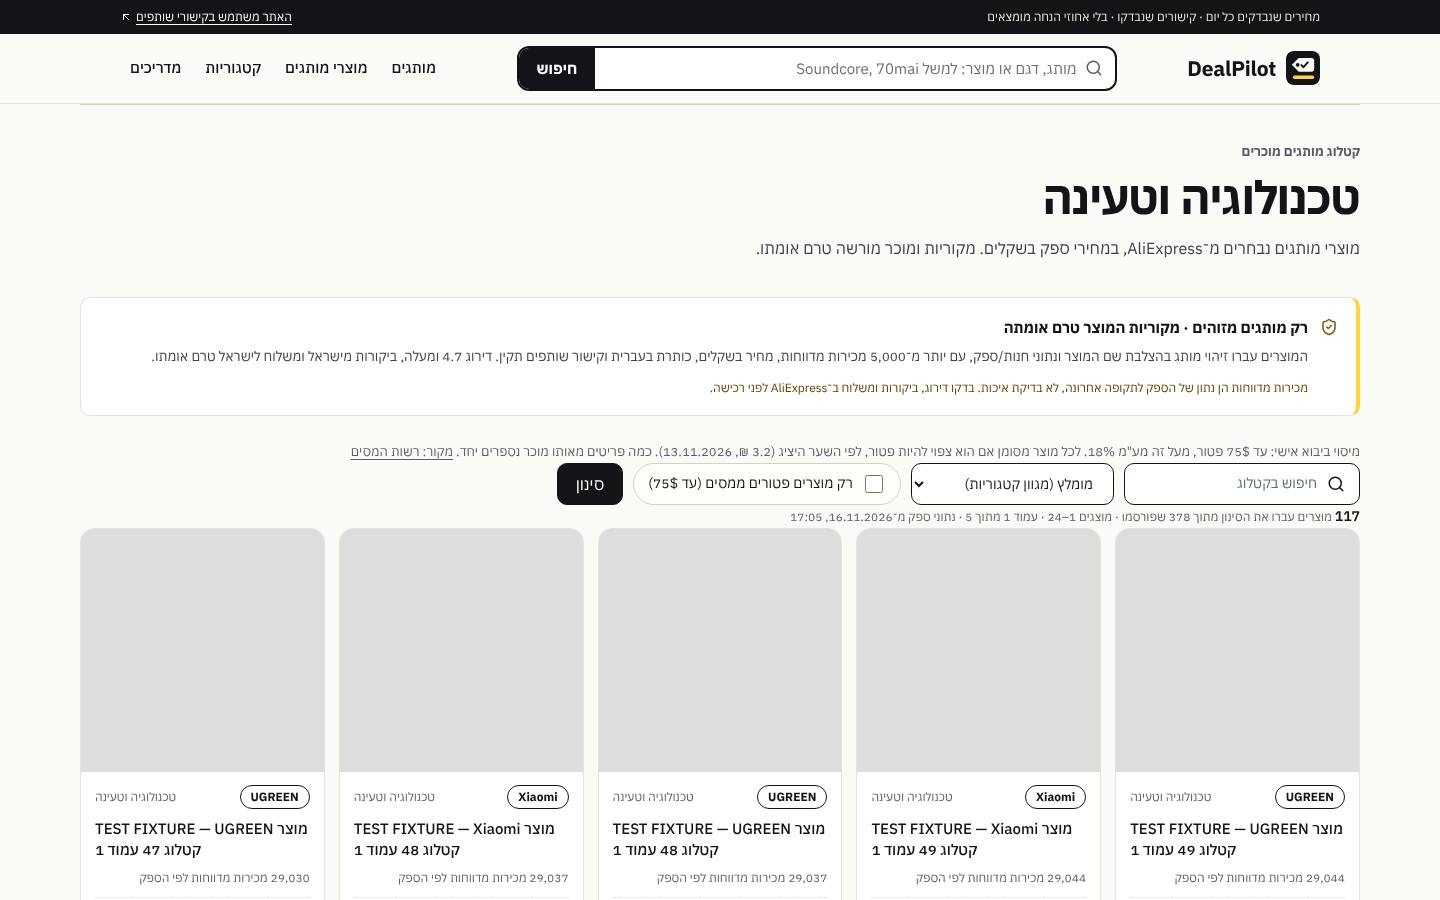 מחירים שנבדקים כל יום · קישורים שנבדקו · בלי אחוזי הנחה מומצאים
האתר משתמש בקישורי שותפים
DealPilot
מותג, דגם או מוצר: למשל Soundcore, 70mai
חיפוש
מותגים
מוצרי מותגים
קטגוריות
מדריכים
קטלוג מותגים מוכרים
טכנולוגיה וטעינה
מוצרי מותגים נבחרים מ־AliExpress, במחירי ספק בשקלים. מקוריות ומוכר מורשה טרם אומתו.
רק מותגים מזוהים · מקוריות המוצר טרם אומתה
המוצרים עברו זיהוי מותג בהצלבת שם המוצר ונתוני חנות/ספק, עם יותר מ־5,000 מכירות מדווחות, מחיר בשקלים, כותרת בעברית וקישור שותפים תקין. דירוג 4.7 ומעלה, ביקורות מישראל ומשלוח לישראל טרם אומתו.
מכירות מדווחות הן נתון של הספק לתקופה אחרונה, לא בדיקת איכות. בדקו דירוג, ביקורות ומשלוח ב־AliExpress לפני רכישה.
מיסוי ביבוא אישי: עד 75$ פטור, מעל זה מע"מ 18%. לכל מוצר מסומן אם הוא צפוי להיות פטור, לפי השער היציג (3.2 ₪, 13.11.2026). כמה פריטים מאותו מוכר נספרים יחד. מקור: רשות המסים
חיפוש בקטלוג
מומלץ (מגוון קטגוריות)
רק מוצרים פטורים ממסים (עד 75$)
סינון
117 מוצרים עברו את הסינון מתוך 378 שפורסמו · מוצגים 1–24 · עמוד 1 מתוך 5 · נתוני ספק מ־16.11.2026, 17:05
UGREEN
טכנולוגיה וטעינה
מוצר TEST FIXTURE — UGREEN
קטלוג 49 עמוד 1
29,044 מכירות מדווחות לפי הספק
Xiaomi
טכנולוגיה וטעינה
מוצר TEST FIXTURE — Xiaomi
קטלוג 49 עמוד 1
29,044 מכירות מדווחות לפי הספק
UGREEN
טכנולוגיה וטעינה
מוצר TEST FIXTURE — UGREEN
קטלוג 48 עמוד 1
29,037 מכירות מדווחות לפי הספק
Xiaomi
טכנולוגיה וטעינה
מוצר TEST FIXTURE — Xiaomi
קטלוג 48 עמוד 1
29,037 מכירות מדווחות לפי הספק
UGREEN
טכנולוגיה וטעינה
מוצר TEST FIXTURE — UGREEN
קטלוג 47 עמוד 1
29,030 מכירות מדווחות לפי הספק